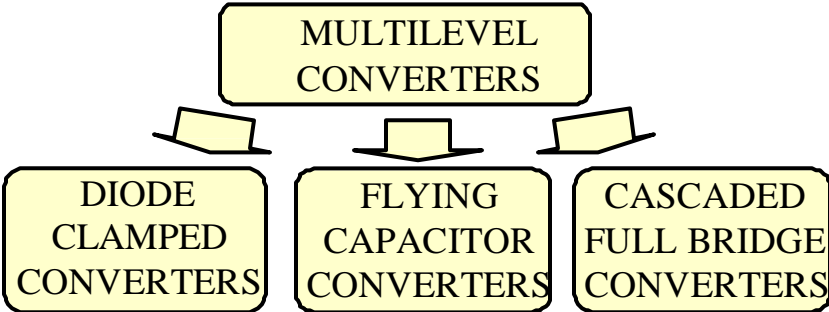 MULTILEVEL
CONVERTERS
DIODE
CLAMPED
CONVERTERS
FLYING
CAPACITOR
CONVERTERS
CASCADED
FULL BRIDGE
CONVERTERS